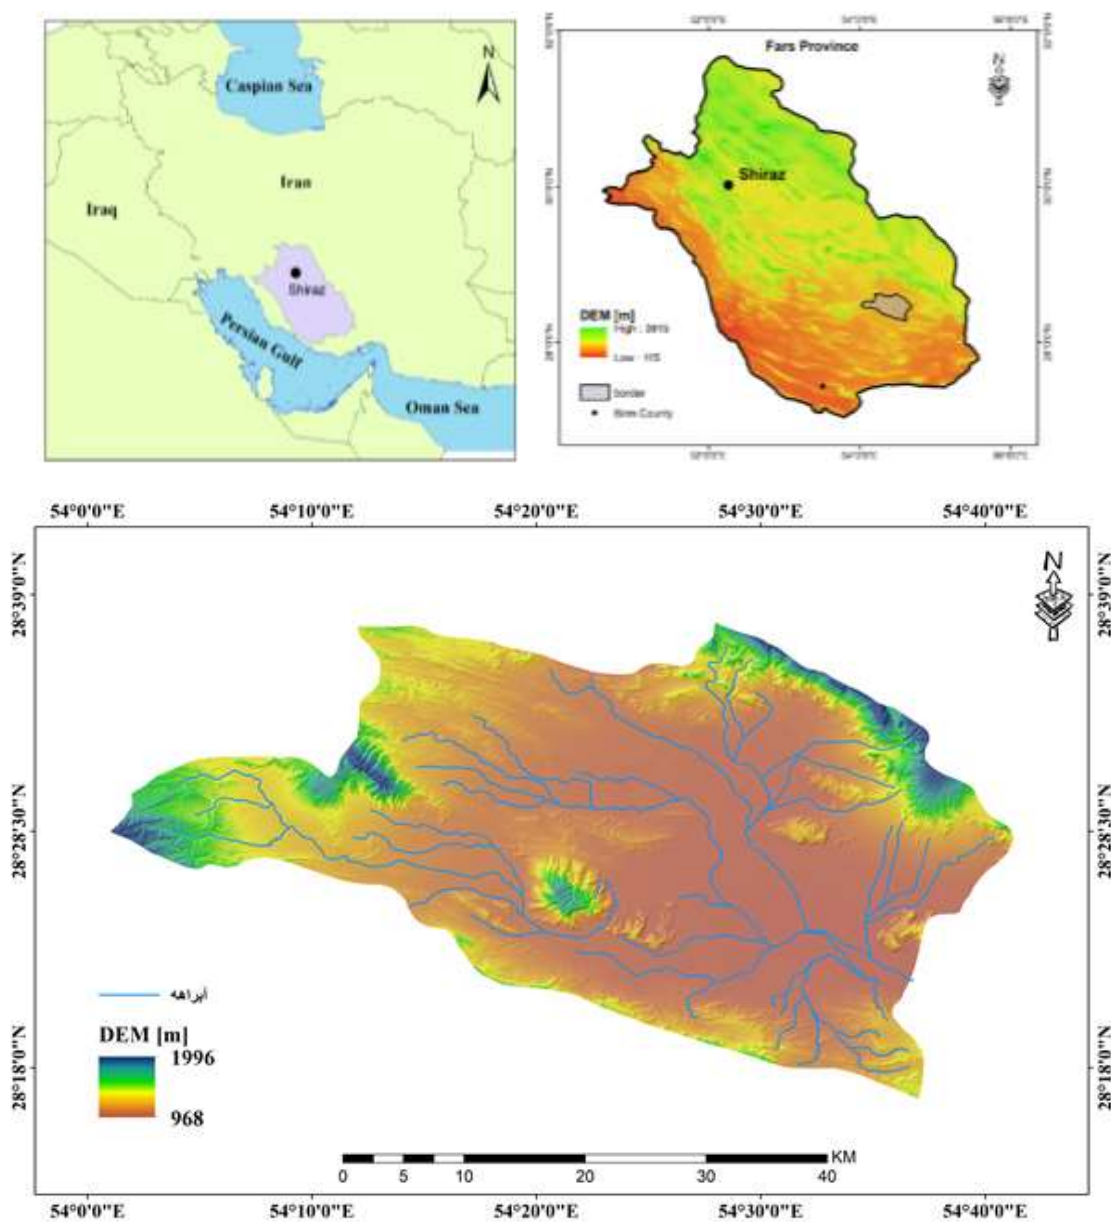 N
Caspian Sea
Iran
Iraq
Shiraz
Persian Gulf
Oman Sea
Fars Province
Shiraz
DEM [m]
border
54°0'0"E 54°10'0"E 54°20'0"E 54°30'0"E 54°40'0"E
N
28°39'0"N 28°39'0"N
28°28'30"N 28°28'30"N
28°18'0"N 28°18'0"N
آبراهه
DEM [m]
1996
968
KM
0 5 10 20 30 40
54°0'0"E 54°10'0"E 54°20'0"E 54°30'0"E 54°40'0"E